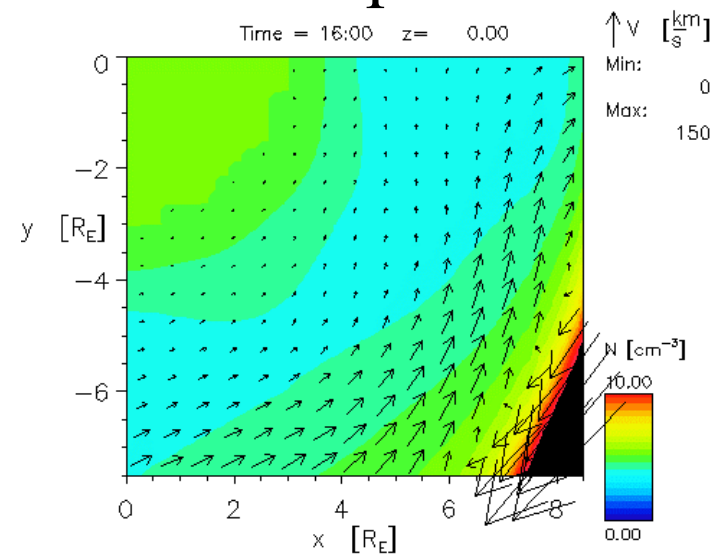 p
Time = 16:00 z= 0.00
V [km/s]
Min:
0
Max:
150
0
−2
−4
−6
y [R_E]
N [cm⁻³]
10.00
0.00
0 2 4 6 8
x [R_E]